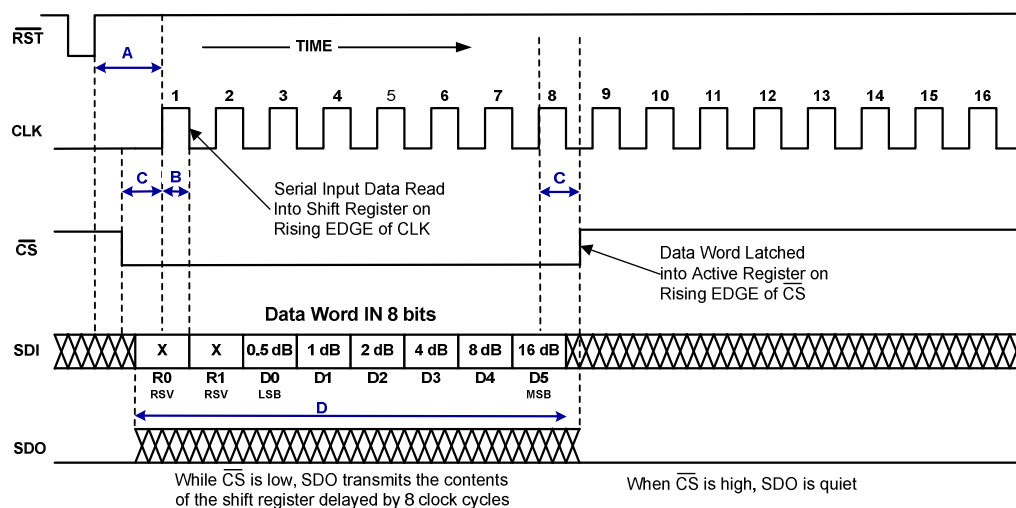 RST
TIME
A
1 2 3 4 5 6 7 8 9 10 11 12 13 14 15 16
CLK
C B C
Serial Input Data Read
Into Shift Register on
Rising EDGE of CLK
CS
Data Word Latched
into Active Register on
Rising EDGE of CS
Data Word IN 8 bits
SDI X X 0.5 dB 1 dB 2 dB 4 dB 8 dB 16 dB
R0 R1 D0 D1 D2 D3 D4 D5
RSV RSV LSB MSB
D
SDO
While CS is low, SDO transmits the contents
of the shift register delayed by 8 clock cycles
When CS is high, SDO is quiet